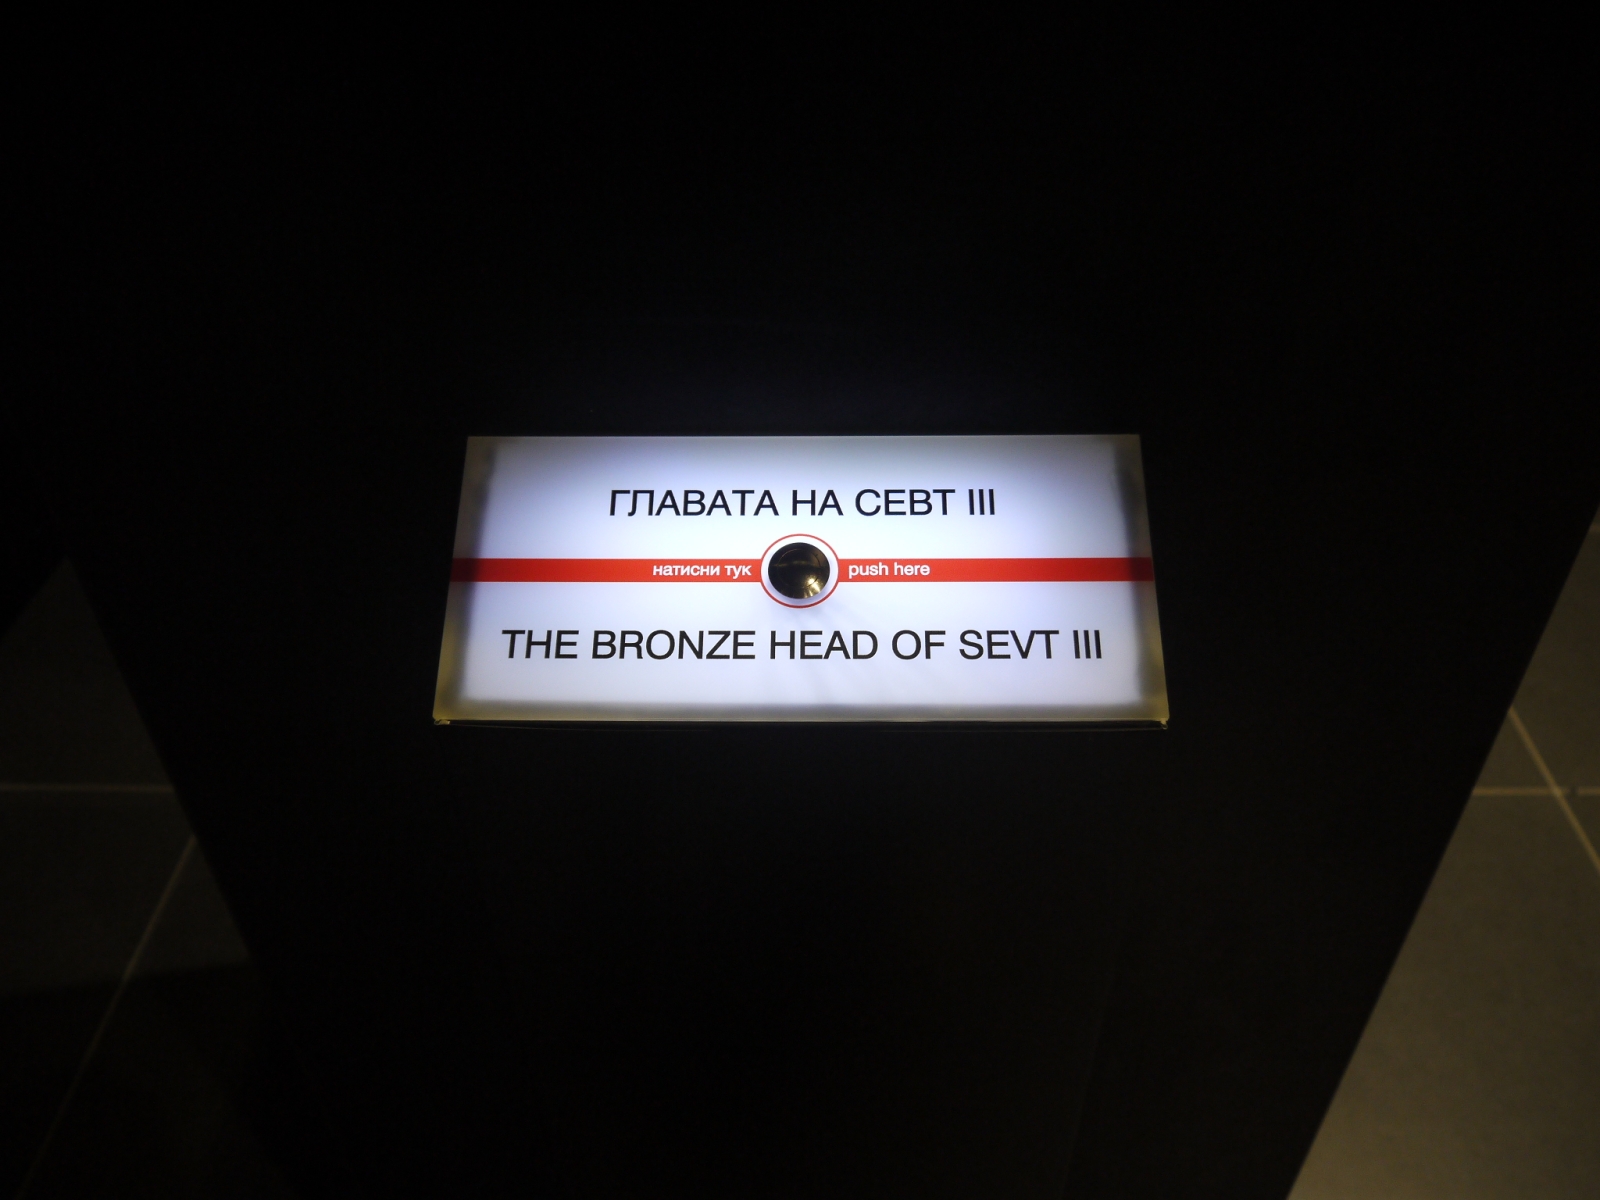 ГЛАВАТА НА СЕВТ III
натисни тук push here
THE BRONZE HEAD OF SEVT III